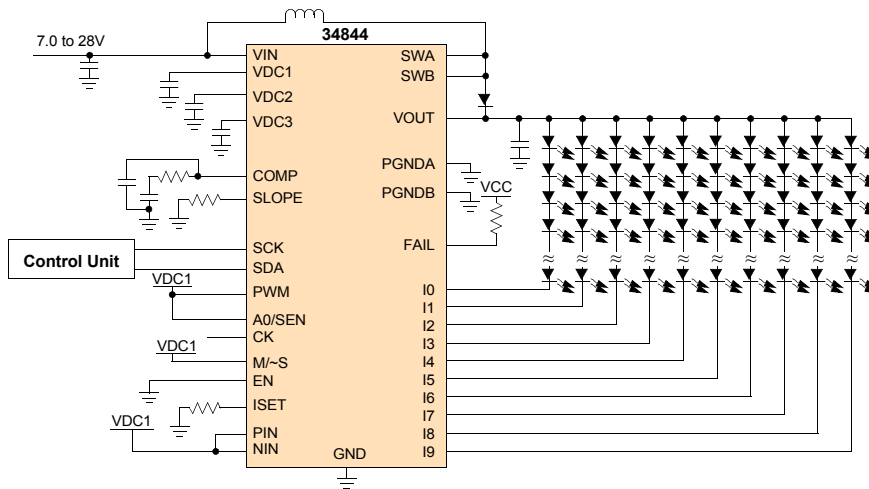 34844
7.0 to 28V
VIN
VDC1
VDC2
VDC3
COMP
SLOPE
SCK
SDA
PWM
A0/SEN
CK
M/~S
EN
ISET
PIN
NIN
GND
SWA
SWB
VOUT
PGNDA
PGNDB
FAIL
I0
I1
I2
I3
I4
I5
I6
I7
I8
I9
VCC
Control Unit
VDC1
VDC1
VDC1